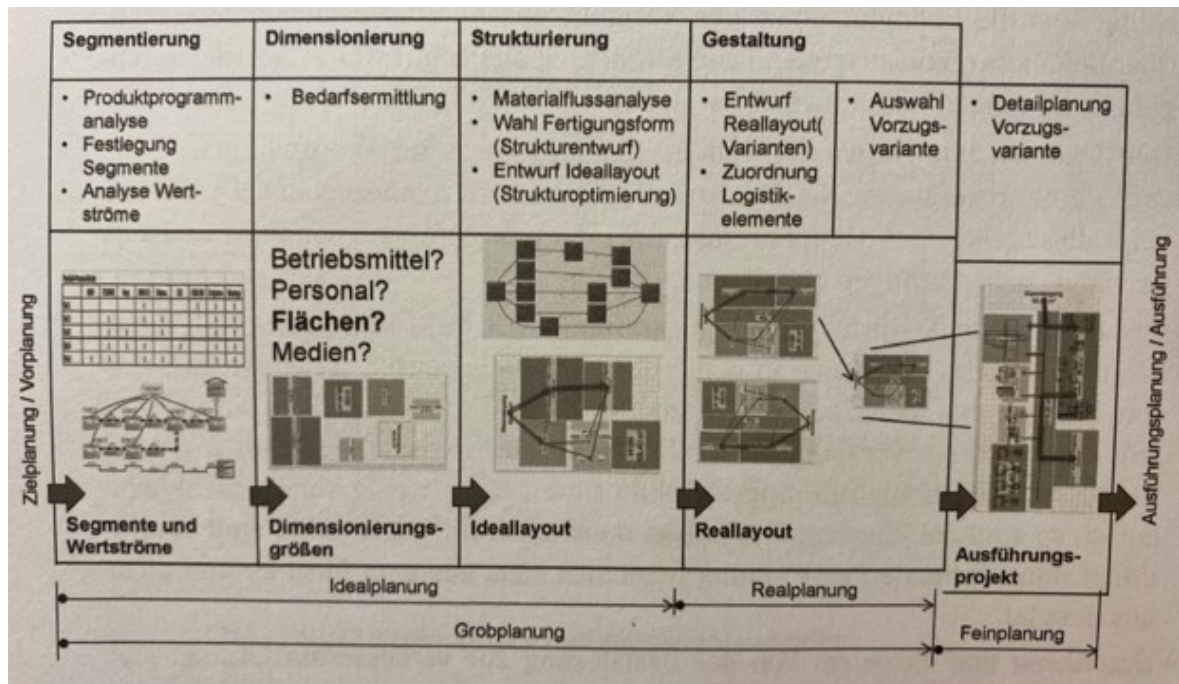 Segmentierung
Dimensionierung
Strukturierung
Gestaltung
• Produktprogramm-
analyse
• Festlegung
Segmente
• Analyse Wert-
ströme
• Bedarfsermittlung
• Materialflussanalyse
• Wahl Fertigungsform
(Strukturentwurf)
• Entwurf Ideallayout
(Strukturoptimierung)
• Entwurf
Reallayout(
Varianten)
• Zuordnung
Logistik-
elemente
• Auswahl
Vorzugs-
variante
• Detailplanung
Vorzugs-
variante
Zielplanung / Vorplanung
Betriebsmittel?
Personal?
Flächen?
Medien?
Ausführungsplanung / Ausführung
Segmente und
Wertströme
Dimensionierungs-
größen
Ideallayout
Reallayout
Ausführungs-
projekt
Idealplanung
Realplanung
Grobplanung
Feinplanung